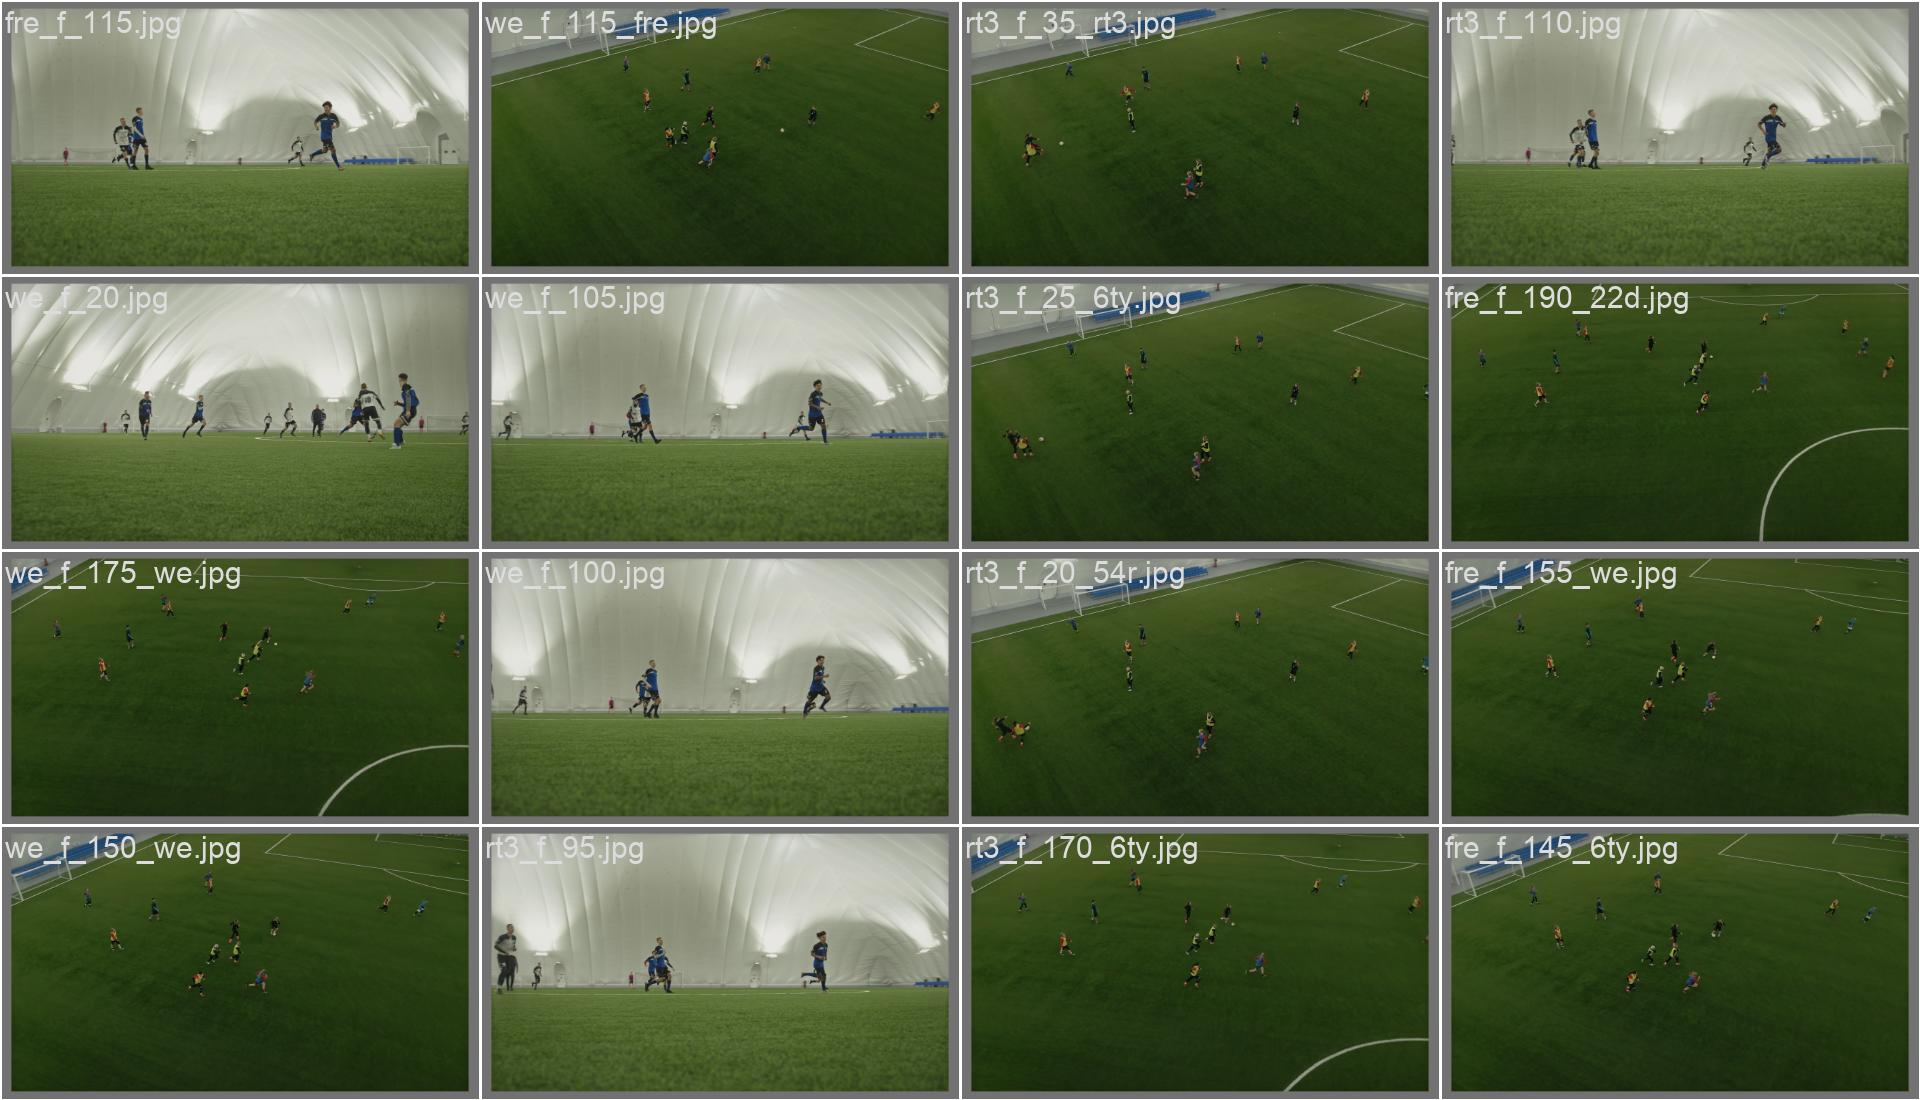 fre_f_115.jpg
we_f_115_fre.jpg
rt3_f_35_rt3.jpg
rt3_f_110.jpg
we_f_20.jpg
we_f_105.jpg
rt3_f_25_6ty.jpg
fre_f_190_22d.jpg
we_f_175_we.jpg
we_f_100.jpg
rt3_f_20_54r.jpg
fre_f_155_we.jpg
we_f_150_we.jpg
rt3_f_95.jpg
rt3_f_170_6ty.jpg
fre_f_145_6ty.jpg